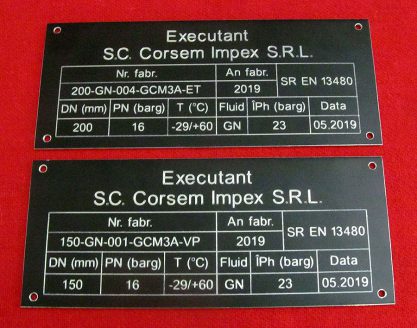 Executant
S.C. Corsem Impex S.R.L.
Nr. fabr. An fabr. SR EN 13480
200-GN-004-GCM3A-ET 2019
DN (mm) PN (barg) T (°C) Fluid ÎPh (barg) Data
200 16 -29/+60 GN 23 05.2019
Executant
S.C. Corsem Impex S.R.L.
Nr. fabr. An fabr. SR EN 13480
150-GN-001-GCM3A-VP 2019
DN (mm) PN (barg) T (°C) Fluid ÎPh (barg) Data
150 16 -29/+60 GN 23 05.2019